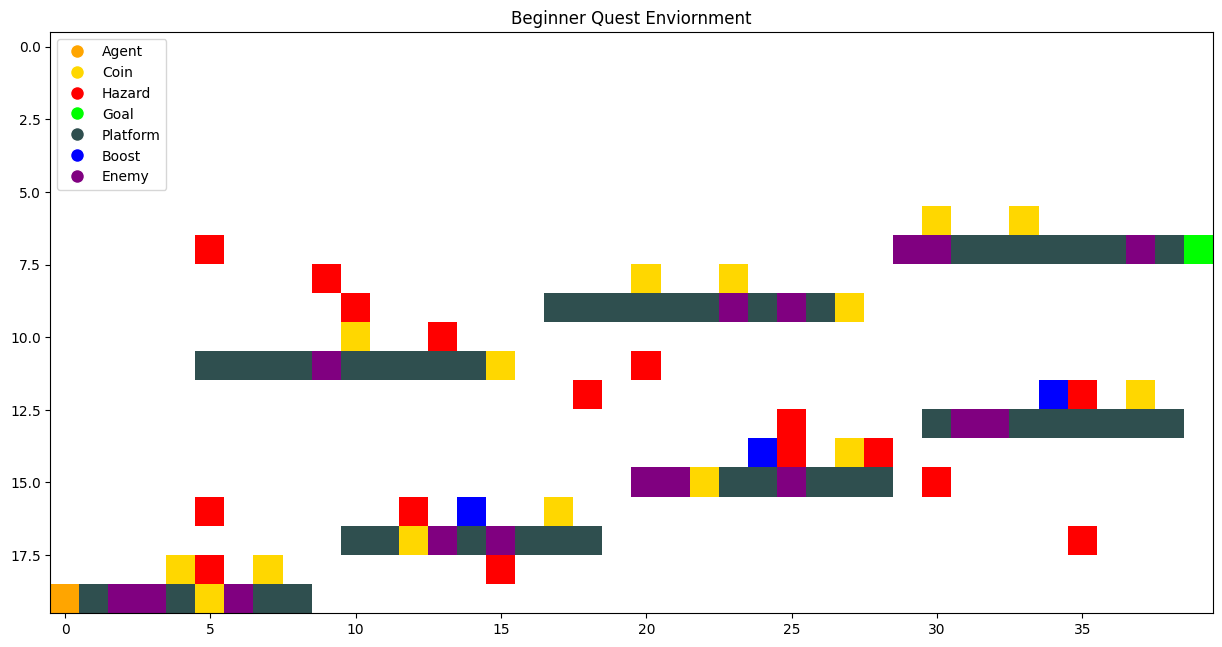 Beginner Quest Enviornment
Agent
Coin
Hazard
Goal
Platform
Boost
Enemy
0.0
2.5
5.0
7.5
10.0
12.5
15.0
17.5
0 5 10 15 20 25 30 35